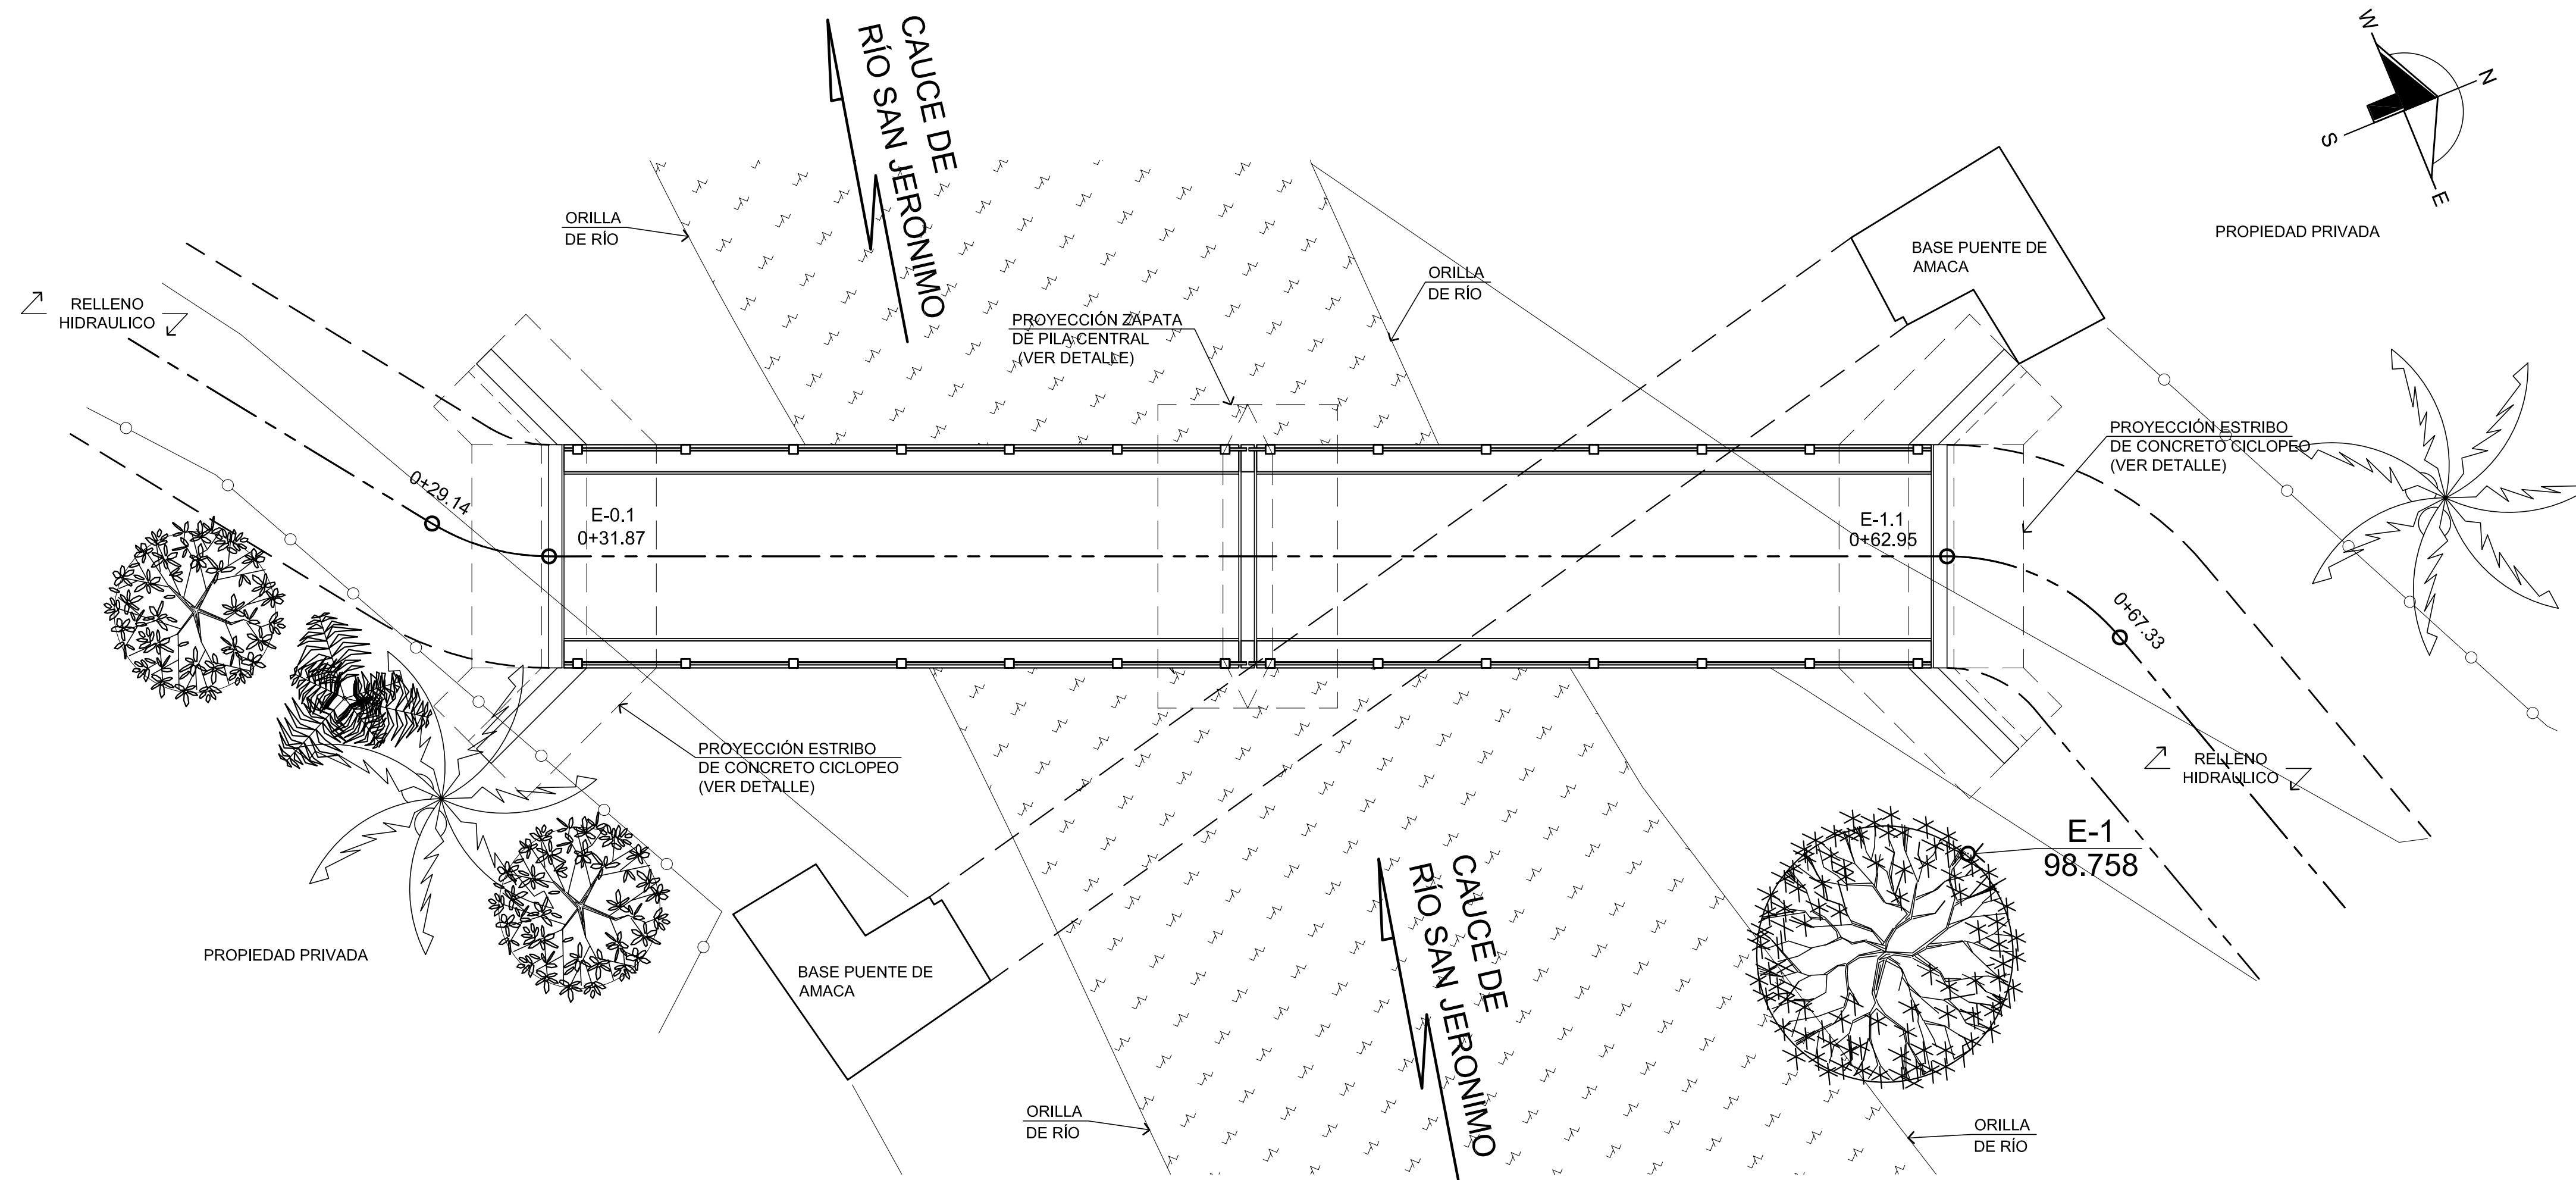 CAUCE DE
RÍO SAN JERONIMO
W
N
S
E
ORILLA
DE RÍO
PROPIEDAD PRIVADA
BASE PUENTE DE
AMACA
ORILLA
DE RÍO
RELLENO
HIDRAULICO
PROYECCIÓN ZAPATA
DE PILA CENTRAL
(VER DETALLE)
PROYECCIÓN ESTRIBO
DE CONCRETO CICLOPEO
(VER DETALLE)
0+29.14
E-0.1
0+31.87
E-1.1
0+62.95
0+67.33
PROYECCIÓN ESTRIBO
DE CONCRETO CICLOPEO
(VER DETALLE)
RELLENO
HIDRAULICO
E-1
98.758
CAUCE DE
RÍO SAN JERONIMO
PROPIEDAD PRIVADA
BASE PUENTE DE
AMACA
ORILLA
DE RÍO
ORILLA
DE RÍO